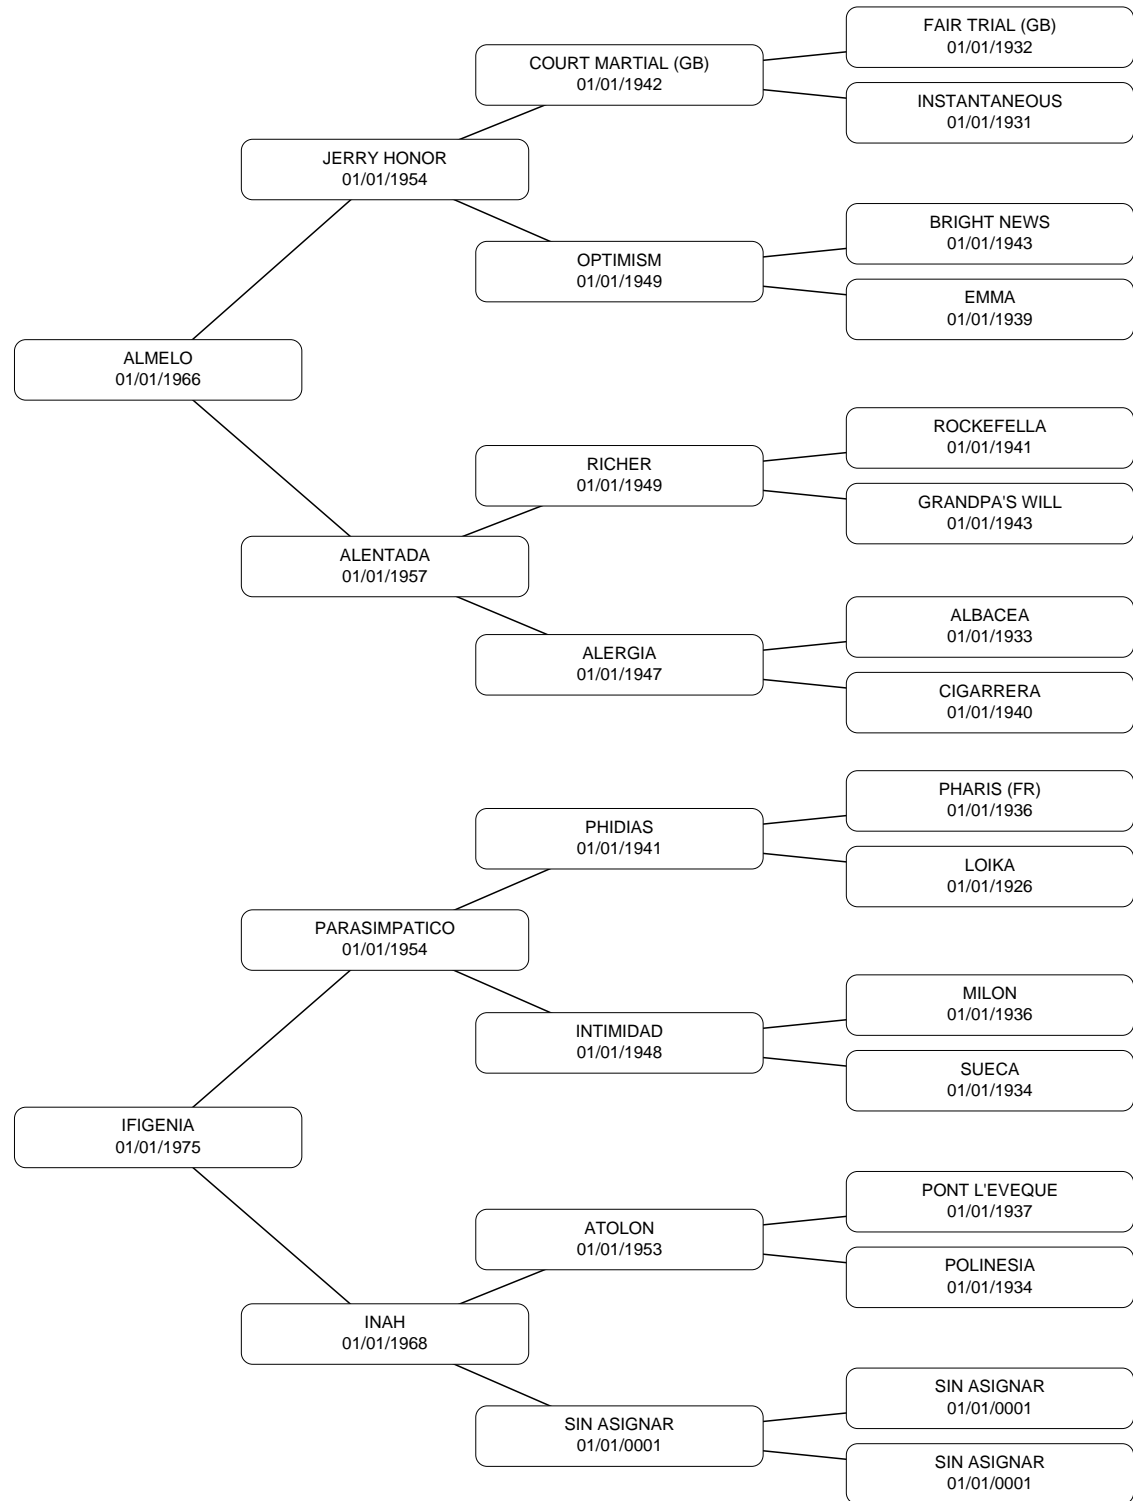 FAIR TRIAL (GB)
01/01/1932
COURT MARTIAL (GB)
01/01/1942
INSTANTANEOUS
01/01/1931
JERRY HONOR
01/01/1954
BRIGHT NEWS
01/01/1943
OPTIMISM
01/01/1949
EMMA
01/01/1939
ALMELO
01/01/1966
ROCKEFELLA
01/01/1941
RICHER
01/01/1949
GRANDPA'S WILL
01/01/1943
ALENTADA
01/01/1957
ALBACEA
01/01/1933
ALERGIA
01/01/1947
CIGARRERA
01/01/1940
PHARIS (FR)
01/01/1936
PHIDIAS
01/01/1941
LOIKA
01/01/1926
PARASIMPATICO
01/01/1954
MILON
01/01/1936
INTIMIDAD
01/01/1948
SUECA
01/01/1934
IFIGENIA
01/01/1975
PONT L'EVEQUE
01/01/1937
ATOLON
01/01/1953
POLINESIA
01/01/1934
INAH
01/01/1968
SIN ASIGNAR
01/01/0001
SIN ASIGNAR
01/01/0001
SIN ASIGNAR
01/01/0001